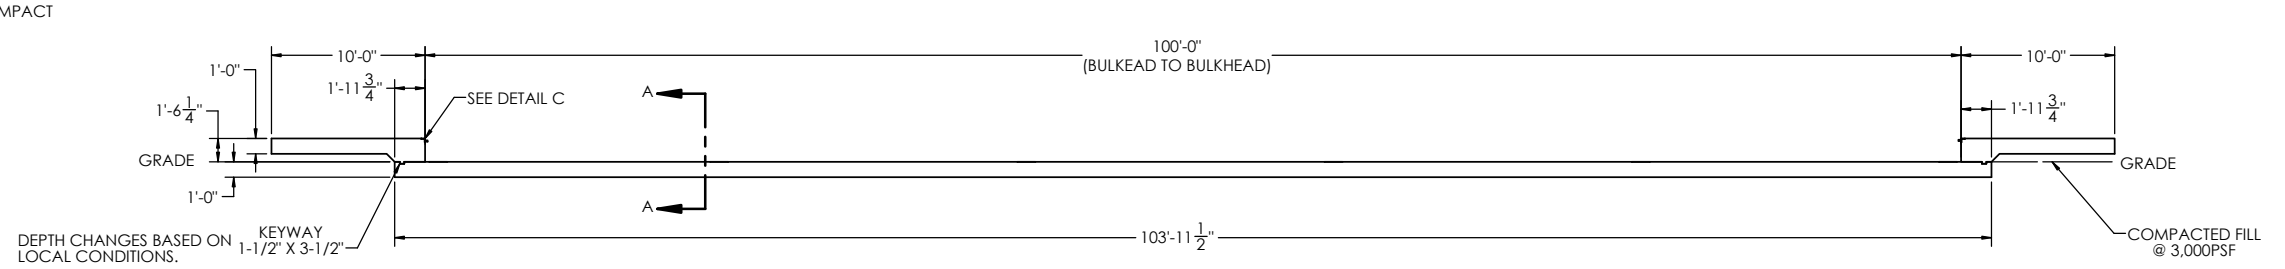 MPACT
10'-0"
100'-0"
(BULKEAD TO BULKHEAD)
10'-0"
1'-0"
1'-11 3/4"
SEE DETAIL C
A
1'-11 3/4"
1'-6 1/4"
GRADE
GRADE
1'-0"
A
KEYWAY
1-1/2" X 3-1/2"
DEPTH CHANGES BASED ON
LOCAL CONDITIONS.
103'-11 1/2"
COMPACTED FILL
@ 3,000PSF